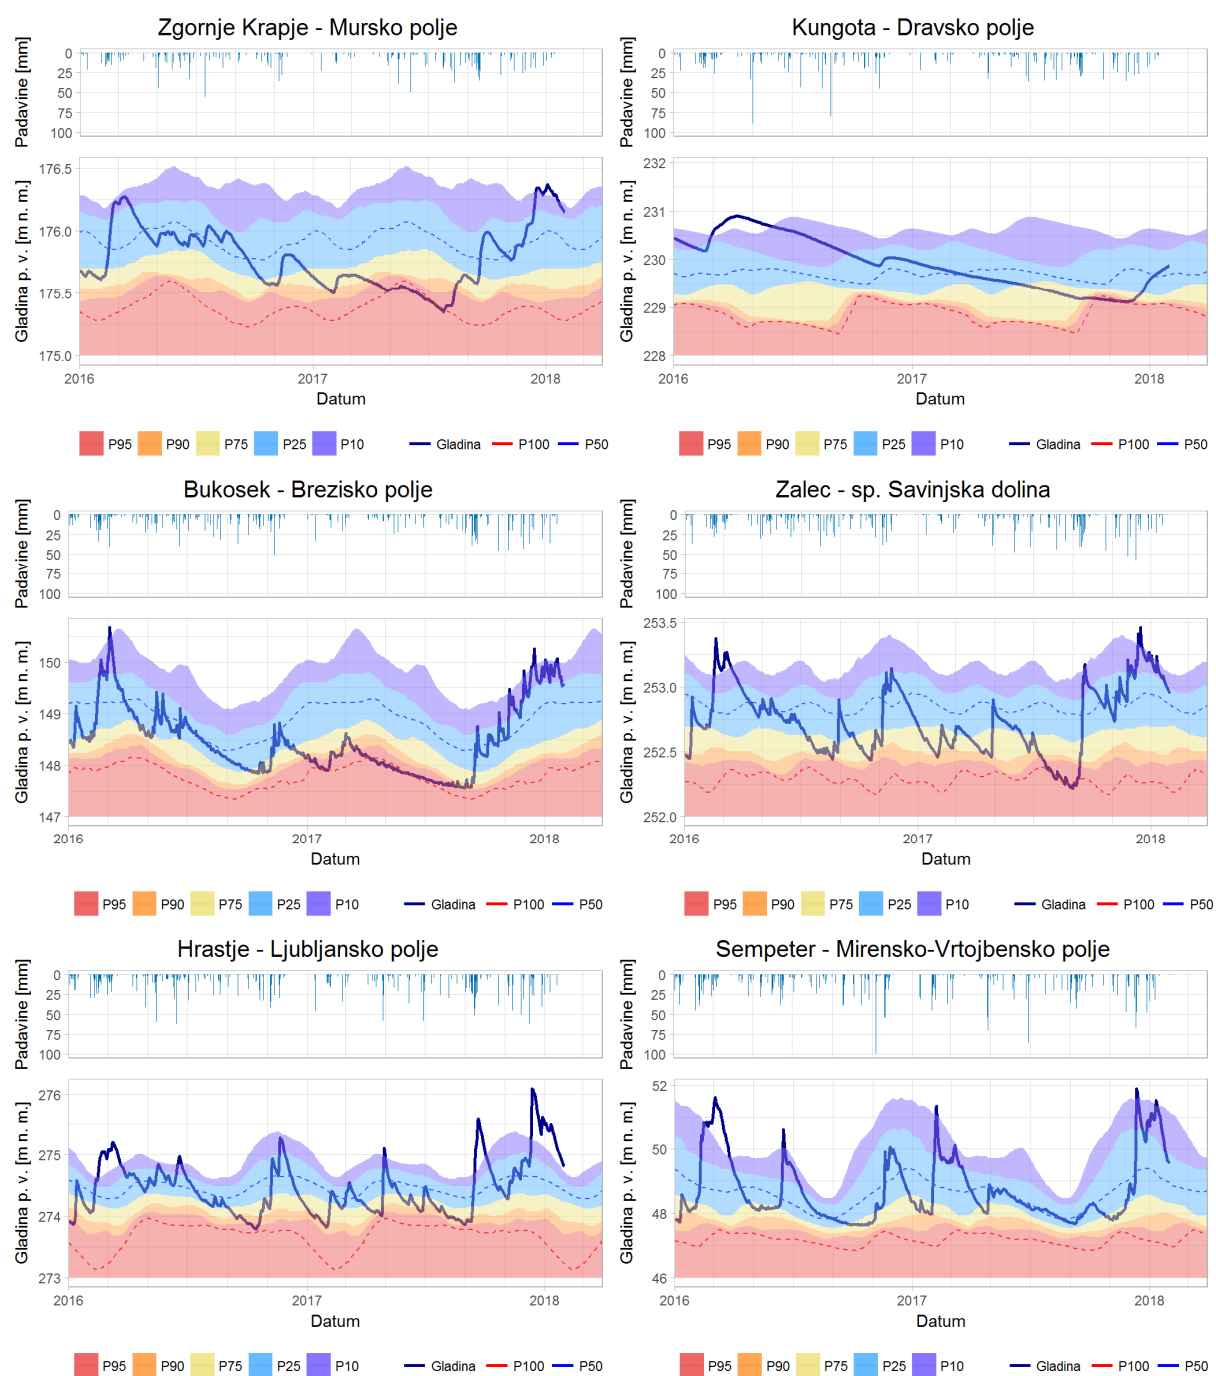 Zgornje Krapje - Mursko polje
Padavine [mm]
0
25
50
75
100
Gladina p. v. [m n. m.]
176.5
176.0
175.5
175.0
2016
2017
2018
Datum
P95
P90
P75
P25
P10
Gladina
P100
P50
Kungota - Dravsko polje
Padavine [mm]
0
25
50
75
100
Gladina p. v. [m n. m.]
232
231
230
229
228
2016
2017
2018
Datum
P95
P90
P75
P25
P10
Gladina
P100
P50
Bukosek - Brezisko polje
Padavine [mm]
0
25
50
75
100
Gladina p. v. [m n. m.]
150
149
148
147
2016
2017
2018
Datum
P95
P90
P75
P25
P10
Gladina
P100
P50
Zalec - sp. Savinjska dolina
Padavine [mm]
0
25
50
75
100
Gladina p. v. [m n. m.]
253.5
253.0
252.5
252.0
2016
2017
2018
Datum
P95
P90
P75
P25
P10
Gladina
P100
P50
Hrastje - Ljubljansko polje
Padavine [mm]
0
25
50
75
100
Gladina p. v. [m n. m.]
276
275
274
273
2016
2017
2018
Datum
P95
P90
P75
P25
P10
Gladina
P100
P50
Sempeter - Mirensko-Vrtojbensko polje
Padavine [mm]
0
25
50
75
100
Gladina p. v. [m n. m.]
52
50
48
46
2016
2017
2018
Datum
P95
P90
P75
P25
P10
Gladina
P100
P50